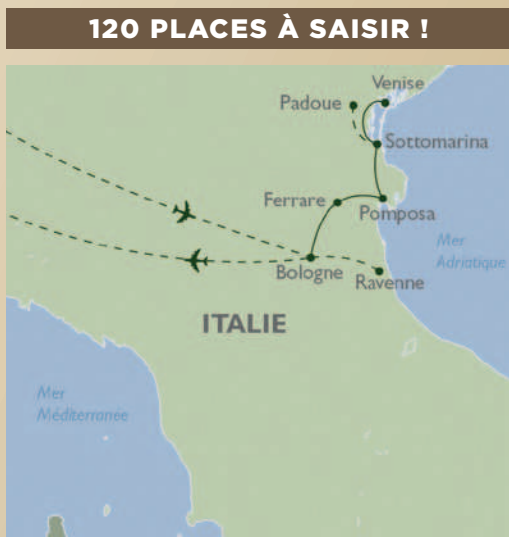 120 PLACES À SAISIR !
Venise
Padoue
Sottomarina
Ferrare
Pomposa
Mer
Adriatique
Bologne
Ravenne
ITALIE
Mer
Méditerranée